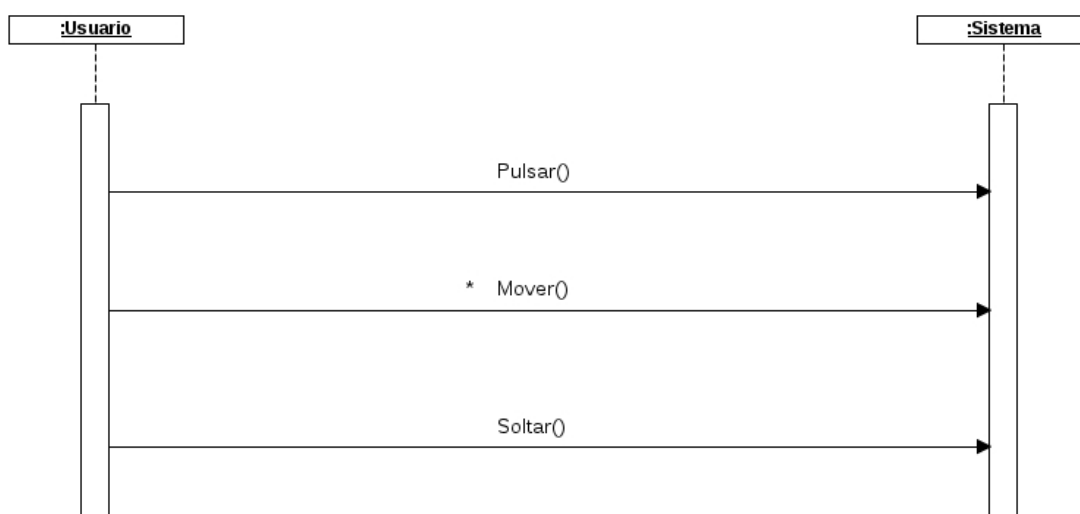 :Usuario
:Sistema
Pulsar()
* Mover()
Soltar()